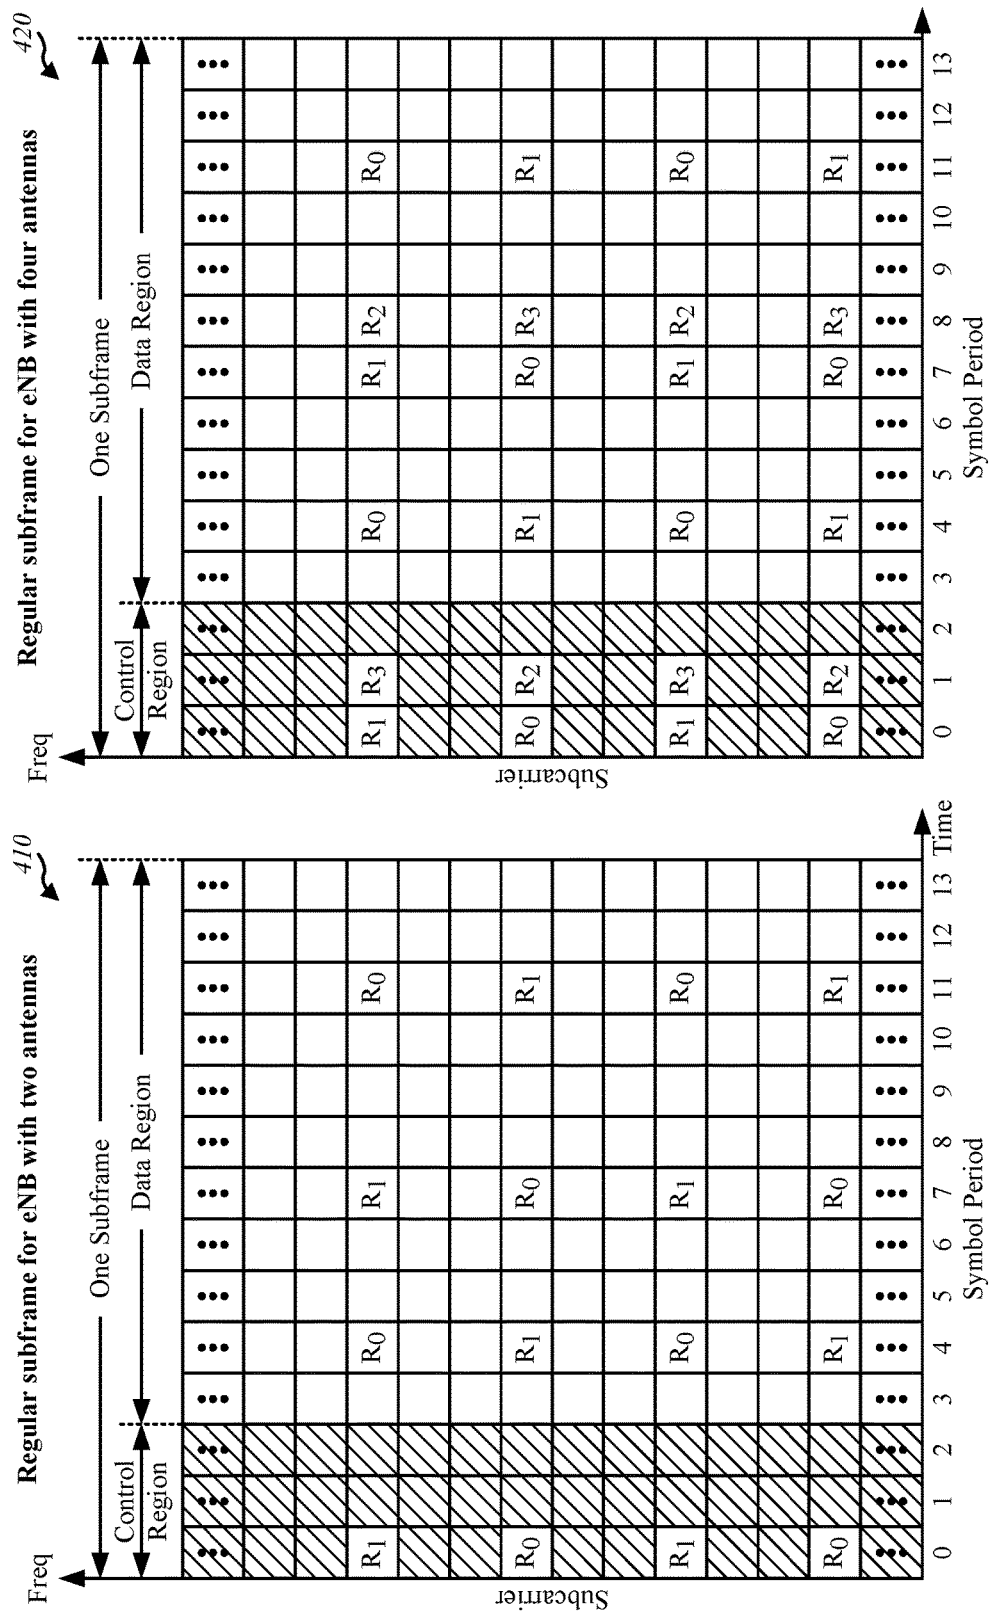 Regular subframe for eNB with two antennas
410
Freq
One Subframe
Control
Region
Data Region
Subcarrier
R1 R0 R1 R0
R0 R1 R0 R1
R1 R0 R1 R0
R0 R1 R0 R1
0 1 2 3 4 5 6 7 8 9 10 11 12 13
Time
Symbol Period
Regular subframe for eNB with four antennas
420
Freq
One Subframe
Control
Region
Data Region
Subcarrier
R1 R3 R0 R1 R2 R0
R0 R2 R1 R0 R3 R1
R1 R3 R0 R1 R2 R0
R0 R2 R1 R0 R3 R1
0 1 2 3 4 5 6 7 8 9 10 11 12 13
Symbol Period